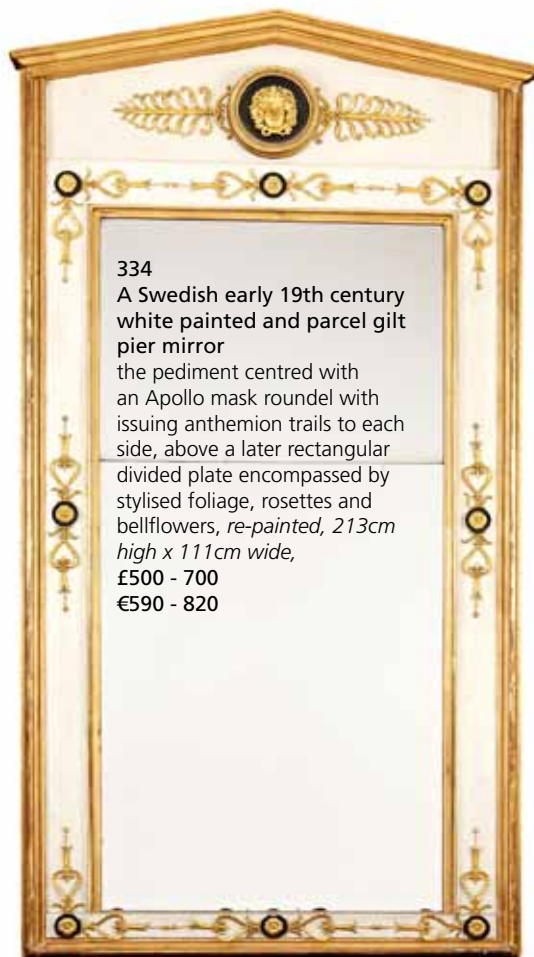 334
A Swedish early 19th century
white painted and parcel gilt
pier mirror
the pediment centred with
an Apollo mask roundel with
issuing anthemion trails to each
side, above a later rectangular
divided plate encompassed by
stylised foliage, rosettes and
bellflowers, re-painted, 213cm
high x 111cm wide,
£500 - 700
€590 - 820